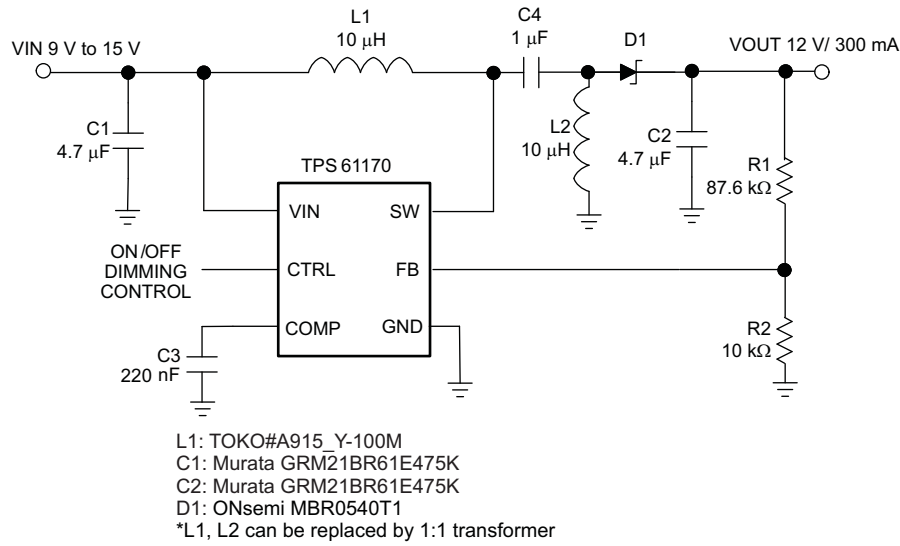 L1
10 μH
C4
1 μF
D1
VIN 9 V to 15 V
VOUT 12 V/ 300 mA
C1
4.7 μF
L2
10 μH
C2
4.7 μF
R1
87.6 kΩ
TPS 61170
VIN
SW
ON/OFF
DIMMING
CONTROL
CTRL
FB
COMP
GND
C3
220 nF
R2
10 kΩ
L1: TOKO#A915_Y-100M
C1: Murata GRM21BR61E475K
C2: Murata GRM21BR61E475K
D1: ONsemi MBR0540T1
*L1, L2 can be replaced by 1:1 transformer